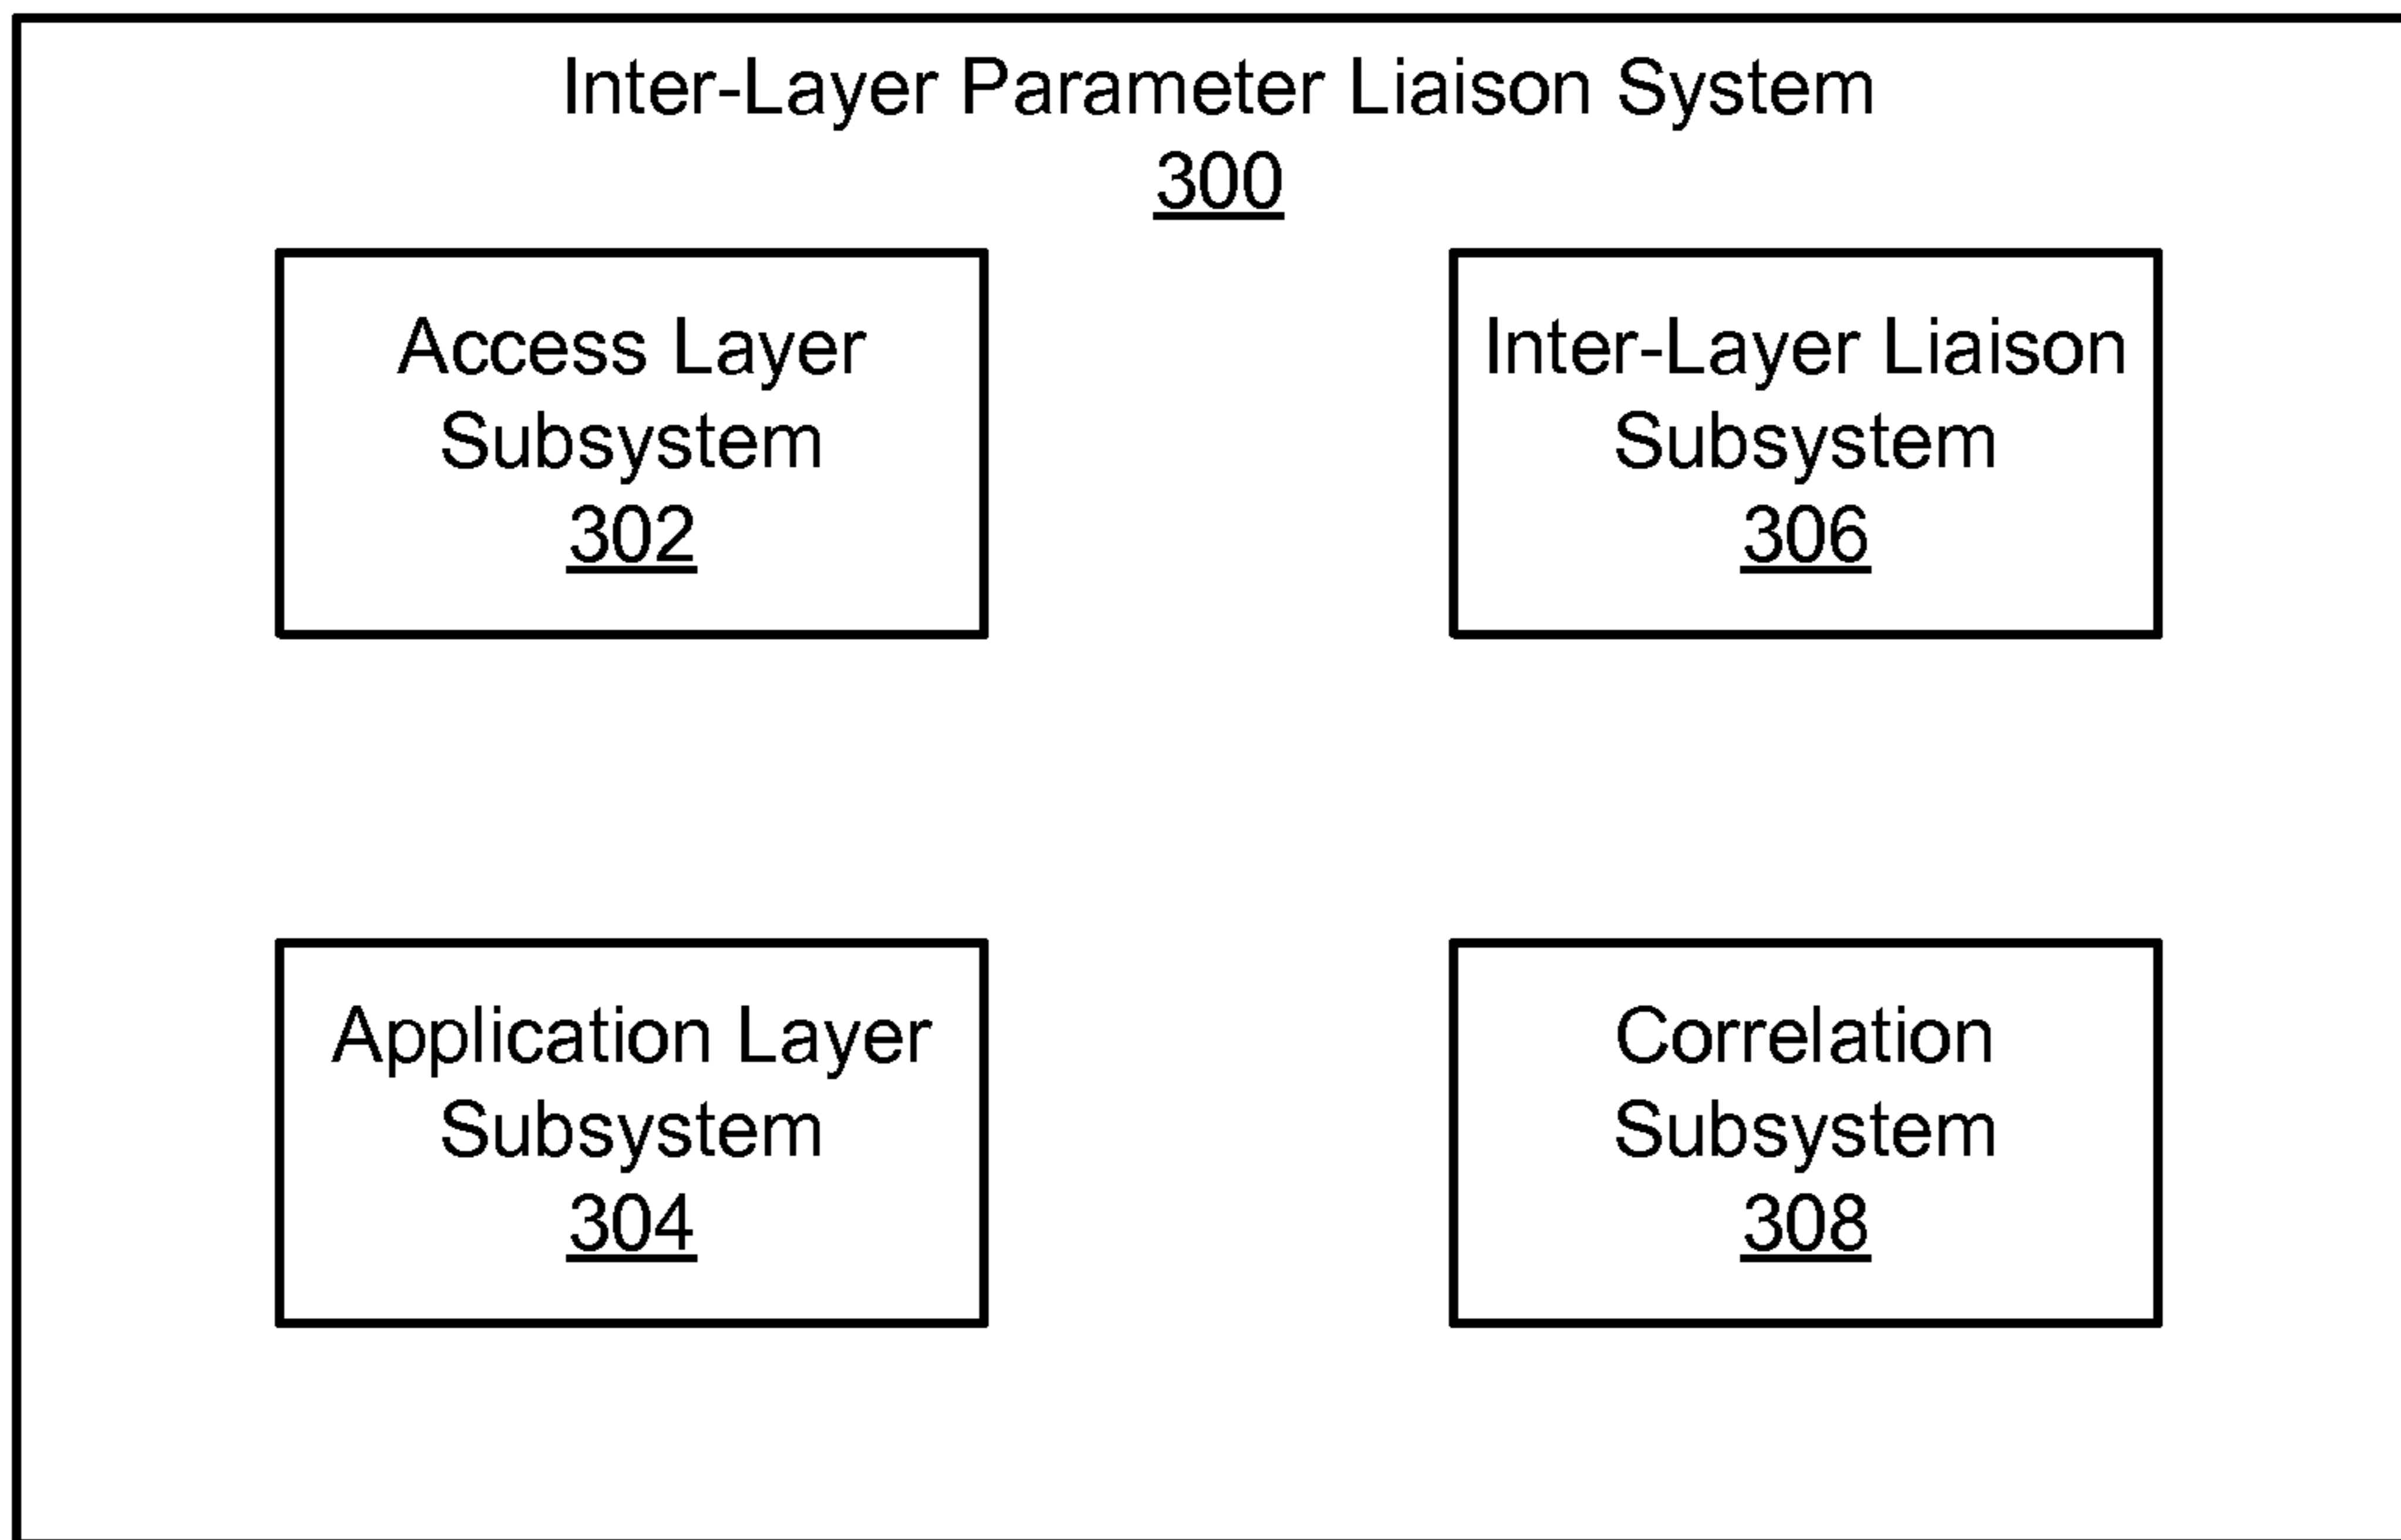 Inter-Layer Parameter Liaison System
300
Access Layer
Subsystem
302
Inter-Layer Liaison
Subsystem
306
Application Layer
Subsystem
304
Correlation
Subsystem
308